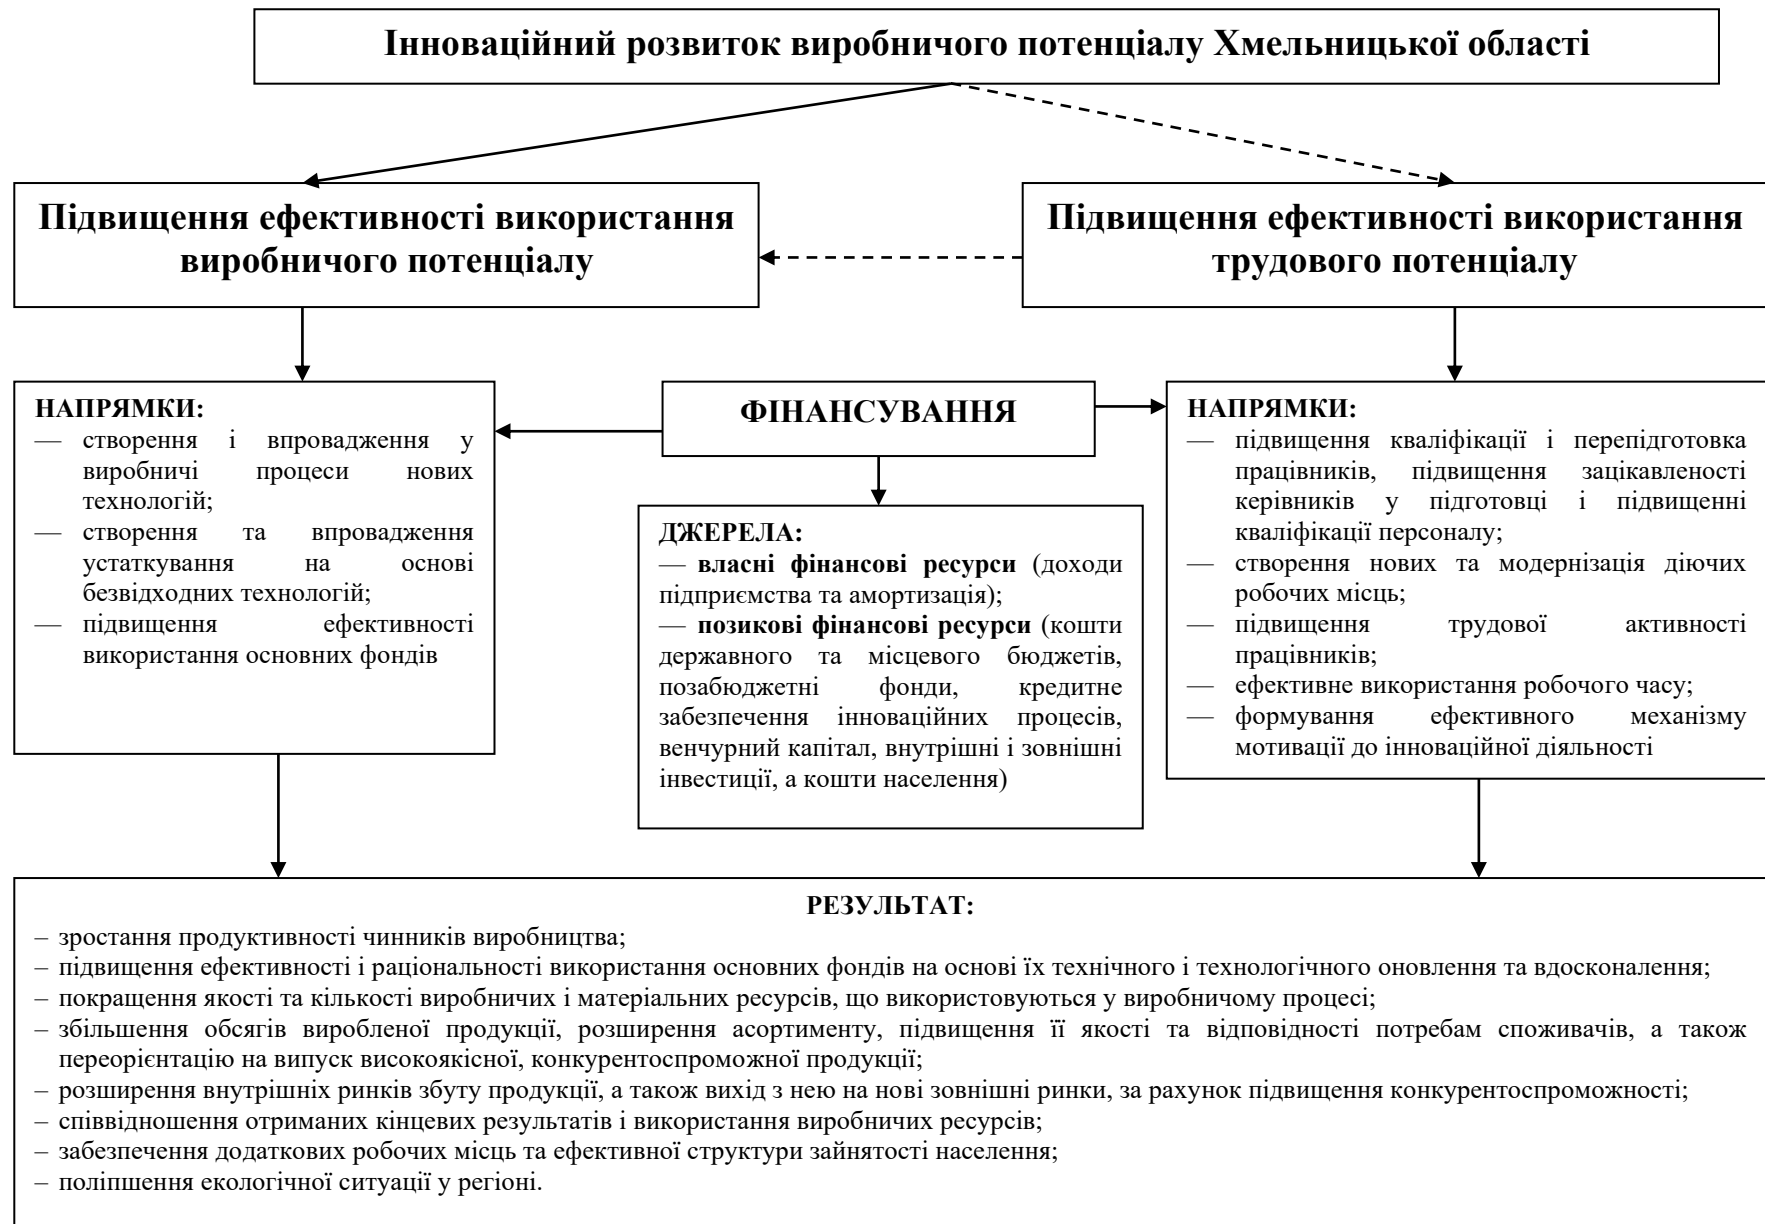 Інноваційний розвиток виробничого потенціалу Хмельницької області
Підвищення ефективності використання
виробничого потенціалу
Підвищення ефективності використання
трудового потенціалу
НАПРЯМКИ:
— створення і впровадження у
виробничі процеси нових
технологій;
— створення та впровадження
устаткування на основі
безвідходних технологій;
— підвищення ефективності
використання основних фондів
ФІНАНСУВАННЯ
ДЖЕРЕЛА:
— власні фінансові ресурси (доходи
підприємства та амортизація);
— позикові фінансові ресурси (кошти
державного та місцевого бюджетів,
позабюджетні фонди, кредитне
забезпечення інноваційних процесів,
венчурний капітал, внутрішні і зовнішні
інвестиції, а кошти населення)
НАПРЯМКИ:
— підвищення кваліфікації і перепідготовка
працівників, підвищення зацікавленості
керівників у підготовці і підвищенні
кваліфікації персоналу;
— створення нових та модернізація діючих
робочих місць;
— підвищення трудової активності
працівників;
— ефективне використання робочого часу;
— формування ефективного механізму
мотивації до інноваційної діяльності
РЕЗУЛЬТАТ:
– зростання продуктивності чинників виробництва;
– підвищення ефективності і раціональності використання основних фондів на основі їх технічного і технологічного оновлення та вдосконалення;
– покращення якості та кількості виробничих і матеріальних ресурсів, що використовуються у виробничому процесі;
– збільшення обсягів виробленої продукції, розширення асортименту, підвищення її якості та відповідності потребам споживачів, а також
переорієнтацію на випуск високоякісної, конкурентоспроможної продукції;
– розширення внутрішніх ринків збуту продукції, а також вихід з нею на нові зовнішні ринки, за рахунок підвищення конкурентоспроможності;
– співвідношення отриманих кінцевих результатів і використання виробничих ресурсів;
– забезпечення додаткових робочих місць та ефективної структури зайнятості населення;
– поліпшення екологічної ситуації у регіоні.